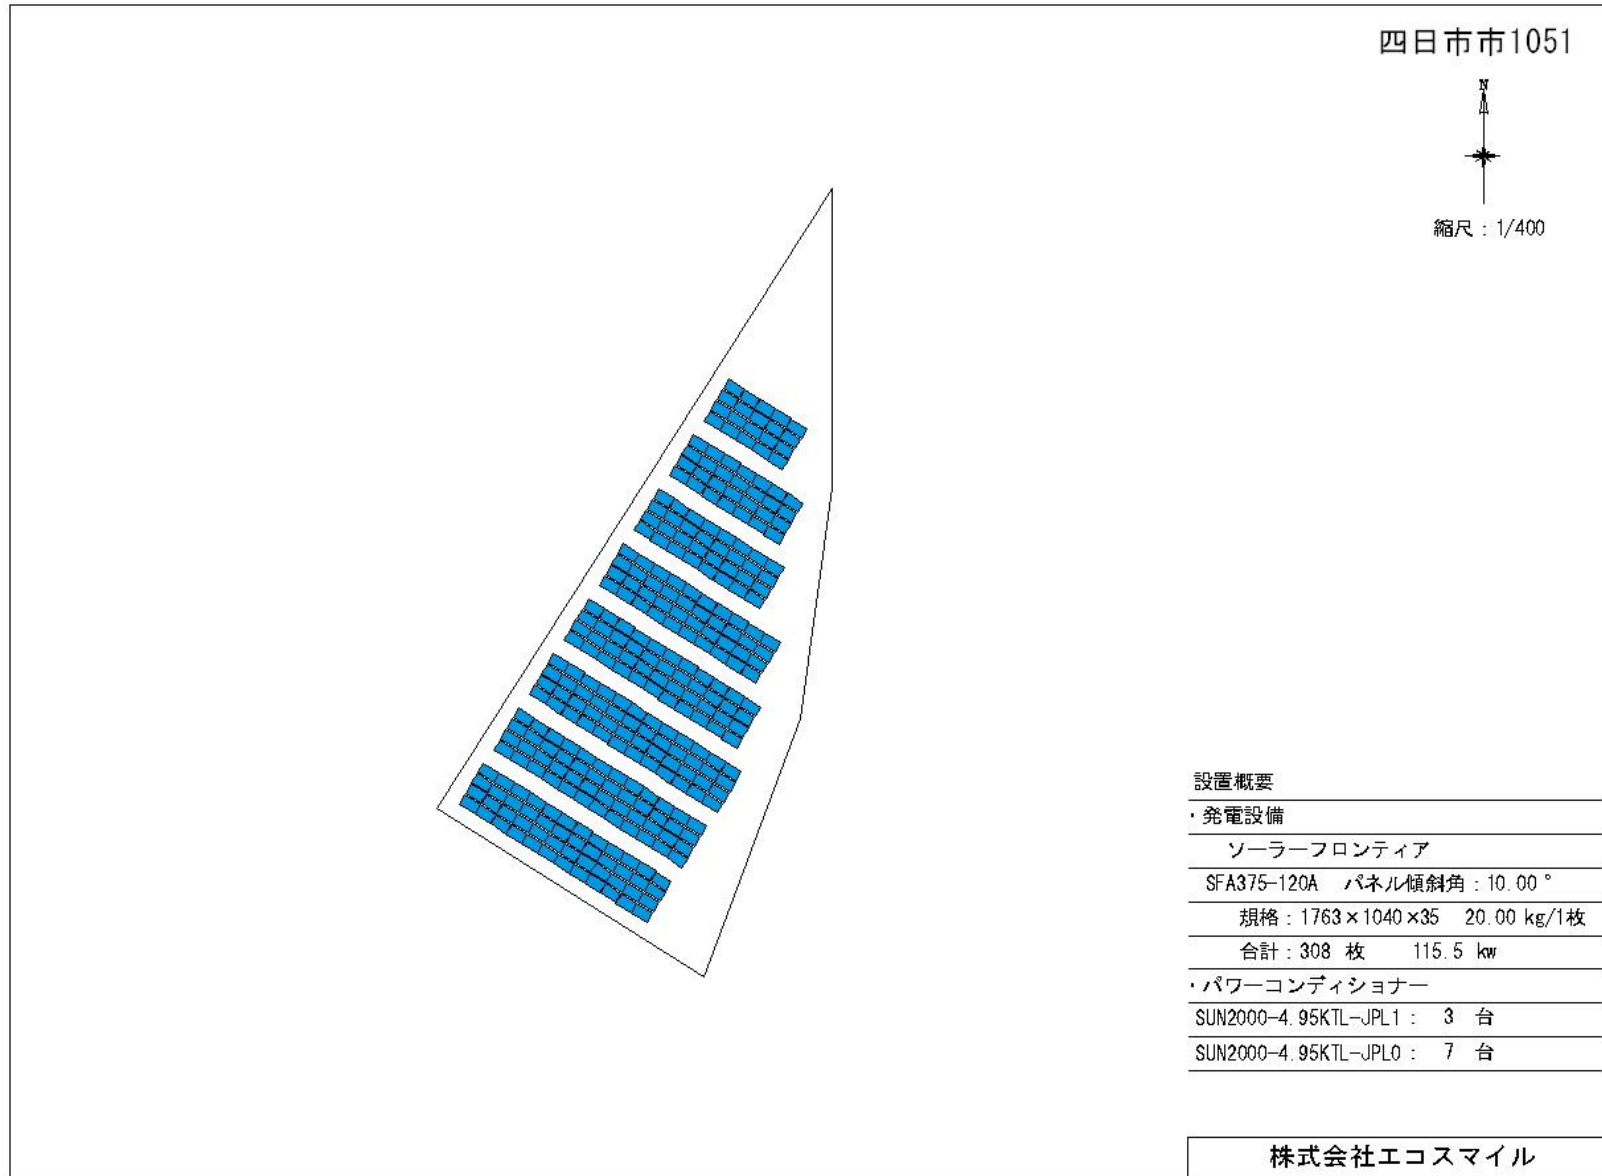 四日市市1051
N
縮尺：1/400
設置概要
・発電設備
ソーラーフロンティア
SFA375-120A　パネル傾斜角：10.00°
規格：1763×1040×35　20.00 kg/1枚
合計：308 枚　115.5 kw
・パワーコンディショナー
SUN2000-4.95KTL-JPL1：　3　台
SUN2000-4.95KTL-JPL0：　7　台
株式会社エコスマイル